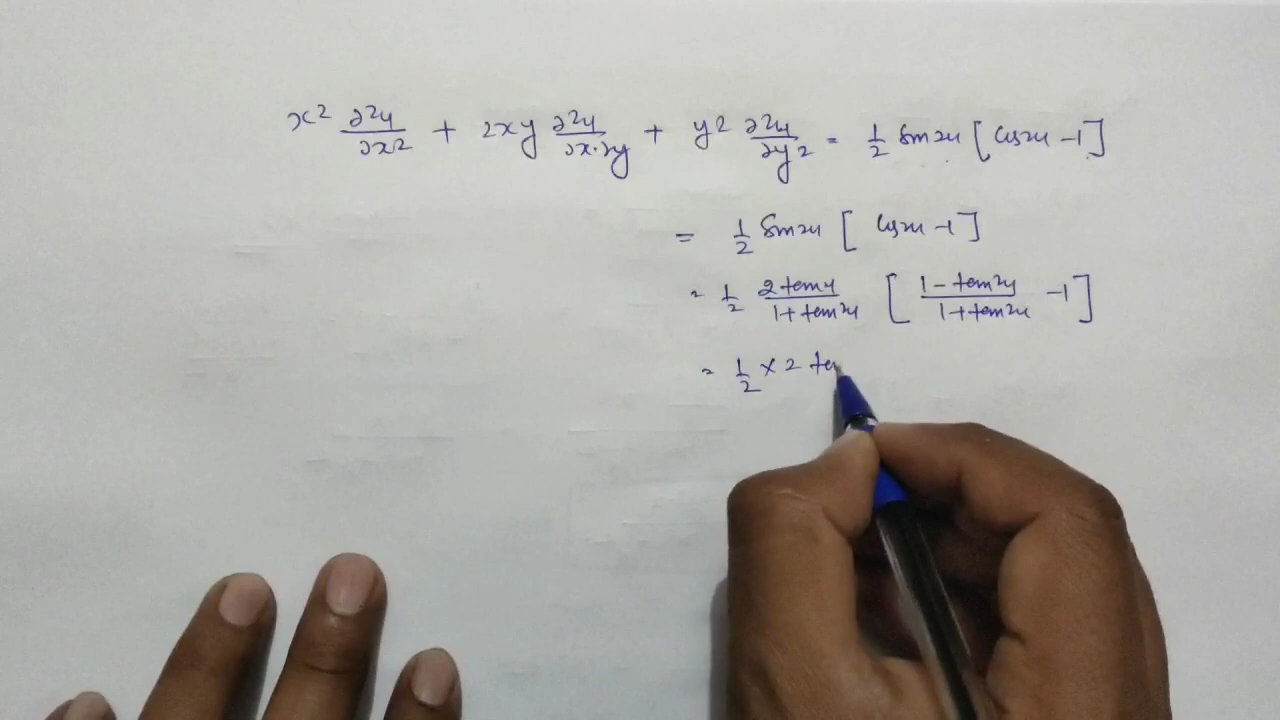 x² ∂²u/∂x² + 2xy ∂²u/∂x·∂y + y² ∂²u/∂y² = 1/2 Sin2u [cos2u - 1]
= 1/2 Sin2u [cos2u - 1]
= 1/2 2tanu/1+tan²u [1-tan²u/1+tan²u - 1]
= 1/2 × 2 ta